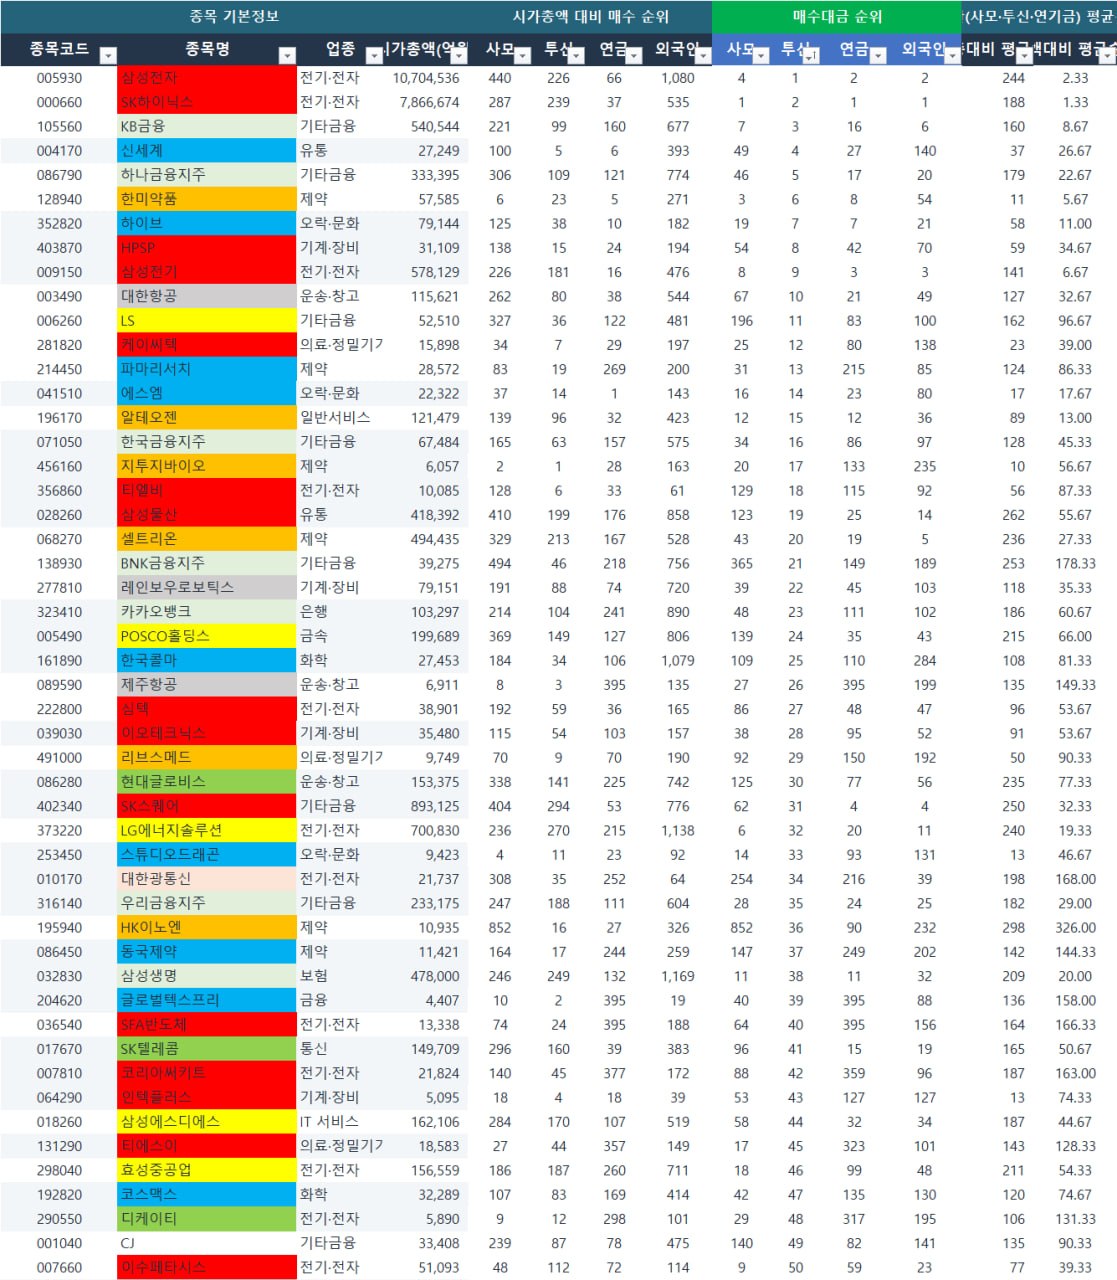 종목 기본정보 시가총액 대비 매수 순위 매수대금 순위 (사모·투신·연기금) 평균
종목코드 종목명 업종 사모 투신 연금 외국인 사모 투신 연금 외국인
005930 삼성전자 전기·전자 10,704,536 440 226 66 1,080 4 1 2 2 244 2.33
000660 SK하이닉스 전기·전자 7,866,674 287 239 37 535 1 2 1 1 188 1.33
105560 KB금융 기타금융 540,544 221 99 160 677 7 3 16 6 160 8.67
004170 신세계 유통 27,249 100 5 6 393 49 4 27 140 37 26.67
086790 하나금융지주 기타금융 333,395 306 109 121 774 46 5 17 20 179 22.67
128940 한미약품 제약 57,585 6 23 5 271 3 6 8 54 11 5.67
352820 하이브 오락·문화 79,144 125 38 10 182 19 7 7 21 58 11.00
403870 HPSP 기계·장비 31,109 138 15 24 194 54 8 42 70 59 34.67
009150 삼성전기 전기·전자 578,129 226 181 16 476 8 9 3 3 141 6.67
003490 대한항공 운송·창고 115,621 262 80 38 544 67 10 21 49 127 32.67
006260 LS 기타금융 52,510 327 36 122 481 196 11 83 100 162 96.67
281820 케이씨텍 의료·정밀기기 15,898 34 7 29 197 25 12 80 138 23 39.00
214450 파마리서치 제약 28,572 83 19 269 200 31 13 215 85 124 86.33
041510 에스엠 오락·문화 22,322 37 14 1 143 16 14 23 80 17 17.67
196170 알테오젠 일반서비스 121,479 139 96 32 423 12 15 12 36 89 13.00
071050 한국금융지주 기타금융 67,484 165 63 157 575 34 16 86 97 128 45.33
456160 지투지바이오 제약 6,057 2 1 28 163 20 17 133 235 10 56.67
356860 티엘비 전기·전자 10,085 128 6 33 61 129 18 115 92 56 87.33
028260 삼성물산 유통 418,392 410 199 176 858 123 19 25 14 262 55.67
068270 셀트리온 제약 494,435 329 213 167 528 43 20 19 5 236 27.33
138930 BNK금융지주 기타금융 39,275 494 46 218 756 365 21 149 189 253 178.33
277810 레인보우로보틱스 기계·장비 79,151 191 88 74 720 39 22 45 103 118 35.33
323410 카카오뱅크 은행 103,297 214 104 241 890 48 23 111 102 186 60.67
005490 POSCO홀딩스 금속 199,689 369 149 127 806 139 24 35 43 215 66.00
161890 한국콜마 화학 27,453 184 34 106 1,079 109 25 110 284 108 81.33
089590 제주항공 운송·창고 6,911 8 3 395 135 27 26 395 199 135 149.33
222800 심텍 전기·전자 38,901 192 59 36 165 86 27 48 47 96 53.67
039030 이오테크닉스 기계·장비 35,480 115 54 103 157 38 28 95 52 91 53.67
491000 리브스메드 의료·정밀기기 9,749 70 9 70 190 92 29 150 192 50 90.33
086280 현대글로비스 운송·창고 153,375 338 141 225 742 125 30 77 56 235 77.33
402340 SK스퀘어 기타금융 893,125 404 294 53 776 62 31 4 4 250 32.33
373220 LG에너지솔루션 전기·전자 700,830 236 270 215 1,138 6 32 20 11 240 19.33
253450 스튜디오드래곤 오락·문화 9,423 4 11 23 92 14 33 93 131 13 46.67
010170 대한광통신 전기·전자 21,737 308 35 252 64 254 34 216 39 198 168.00
316140 우리금융지주 기타금융 233,175 247 188 111 604 28 35 24 25 182 29.00
195940 HK이노엔 제약 10,935 852 16 27 326 852 36 90 232 298 326.00
086450 동국제약 제약 11,421 164 17 244 259 147 37 249 202 142 144.33
032830 삼성생명 보험 478,000 246 249 132 1,169 11 38 11 32 209 20.00
204620 글로벌텍스프리 금융 4,407 10 2 395 19 40 39 395 88 136 158.00
036540 SFA반도체 전기·전자 13,338 74 24 395 188 64 40 395 156 164 166.33
017670 SK텔레콤 통신 149,709 296 160 39 383 96 41 15 19 165 50.67
007810 코리아써키트 전기·전자 21,824 140 45 377 172 88 42 359 96 187 163.00
064290 인텍플러스 기계·장비 5,095 18 4 18 39 53 43 127 127 13 74.33
018260 삼성에스디에스 IT 서비스 162,106 284 170 107 519 58 44 32 34 187 44.67
131290 티에스이 의료·정밀기기 18,583 27 44 357 149 17 45 323 101 143 128.33
298040 효성중공업 전기·전자 156,559 186 187 260 711 18 46 99 48 211 54.33
192820 코스맥스 화학 32,289 107 83 169 414 42 47 135 130 120 74.67
290550 디케이티 전기·전자 5,890 9 12 298 101 29 48 317 195 106 131.33
001040 CJ 기타금융 33,408 239 87 78 475 140 49 82 141 135 90.33
007660 이수페타시스 전기·전자 51,093 48 112 72 114 9 50 59 23 77 39.33